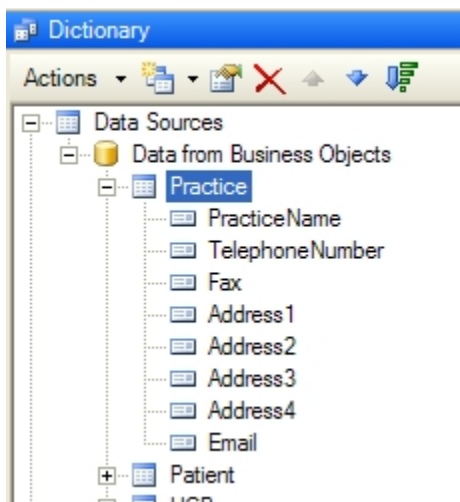 Dictionary
Actions
Data Sources
Data from Business Objects
Practice
PracticeName
TelephoneNumber
Fax
Address1
Address2
Address3
Address4
Email
Patient